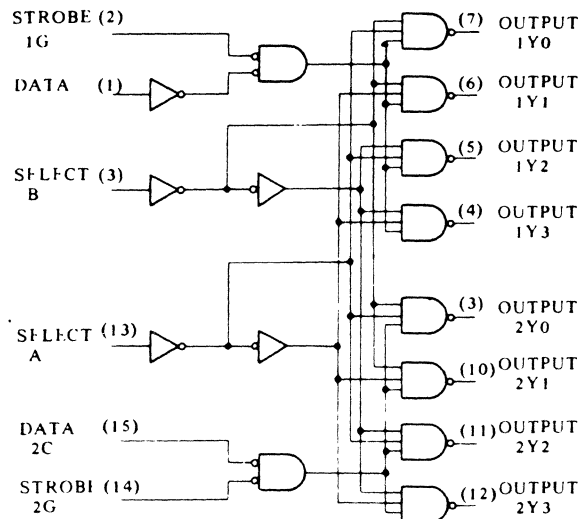 STROBE (2)
1G
DATA (1)
SELECT (3)
B
SELECT (13)
A
DATA (15)
2C
STROBE (14)
2G
(7) OUTPUT
1Y0
(6) OUTPUT
1Y1
(5) OUTPUT
1Y2
(4) OUTPUT
1Y3
(3) OUTPUT
2Y0
(10) OUTPUT
2Y1
(11) OUTPUT
2Y2
(12) OUTPUT
2Y3